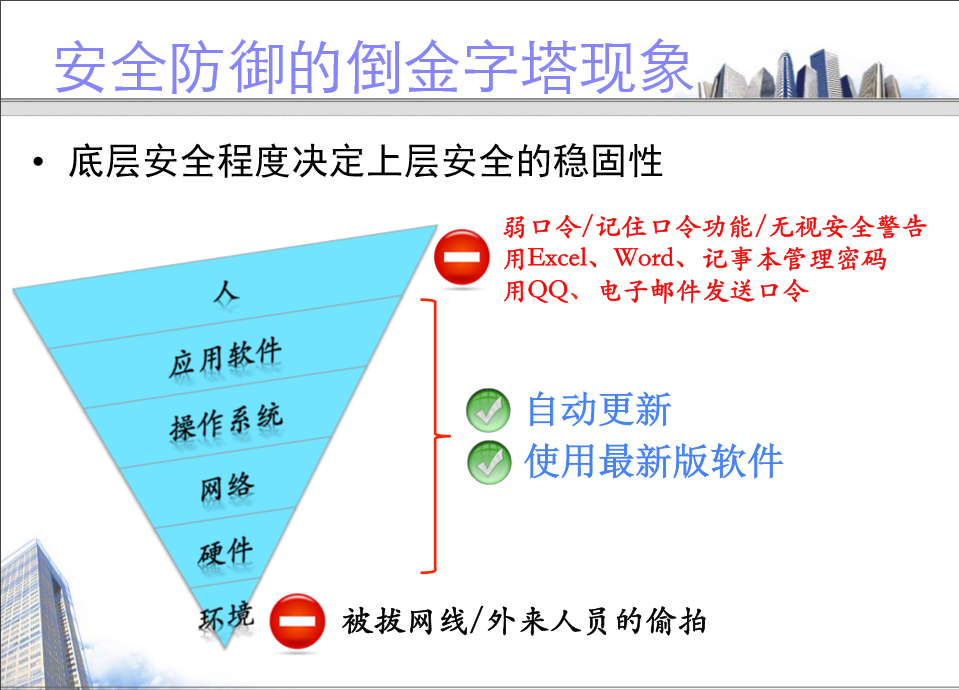 安全防御的倒金字塔现象
• 底层安全程度决定上层安全的稳固性
弱口令/记住口令功能/无视安全警告
用Excel、Word、记事本管理密码
用QQ、电子邮件发送口令
人
应用软件
操作系统
网络
硬件
环境
自动更新
使用最新版软件
被拔网线/外来人员的偷拍